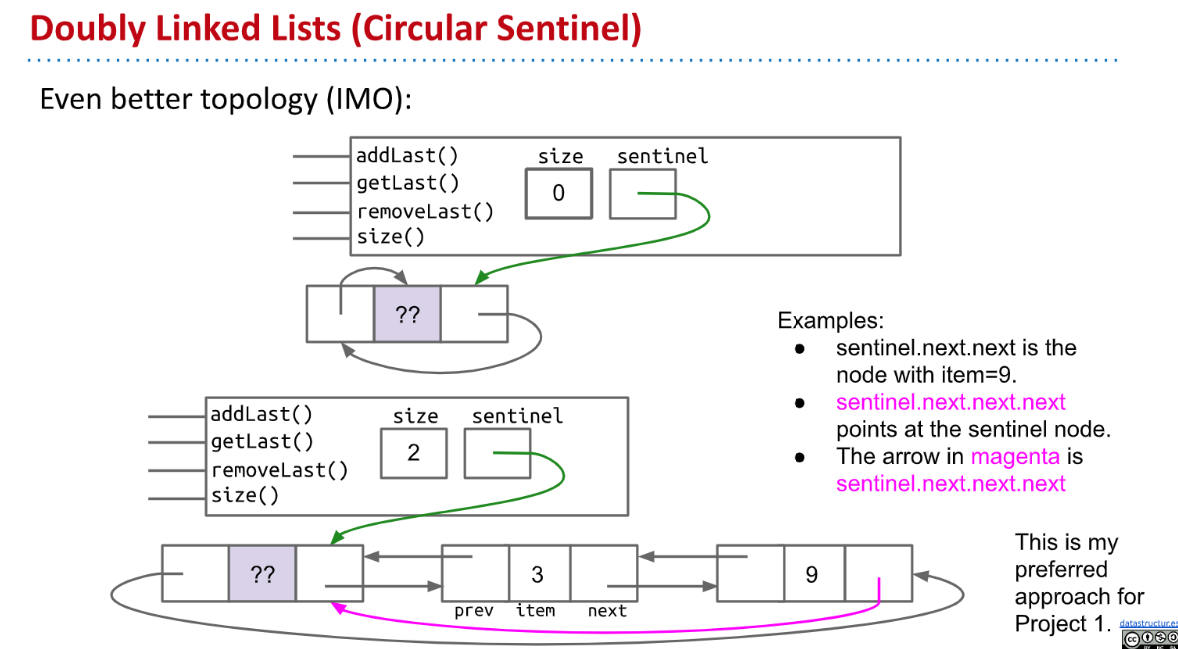 Doubly Linked Lists (Circular Sentinel)
Even better topology (IMO):
addLast()
getLast()
removeLast()
size()
size
sentinel
0
??
Examples:
● sentinel.next.next is the
node with item=9.
● sentinel.next.next.next
points at the sentinel node.
● The arrow in magenta is
sentinel.next.next.next
addLast()
getLast()
removeLast()
size()
size
sentinel
2
??
3
9
prev item next
This is my
preferred
approach for
Project 1.
datastructur.es